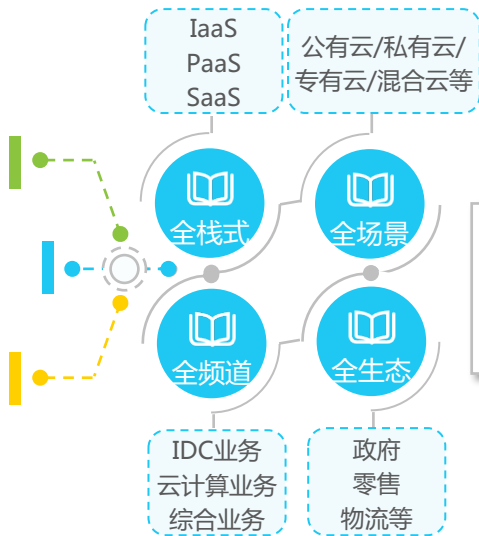 IaaS
PaaS
SaaS
公有云/私有云/
专有云/混合云等
全栈式
全场景
全频道
全生态
IDC业务
云计算业务
综合业务
政府
零售
物流等